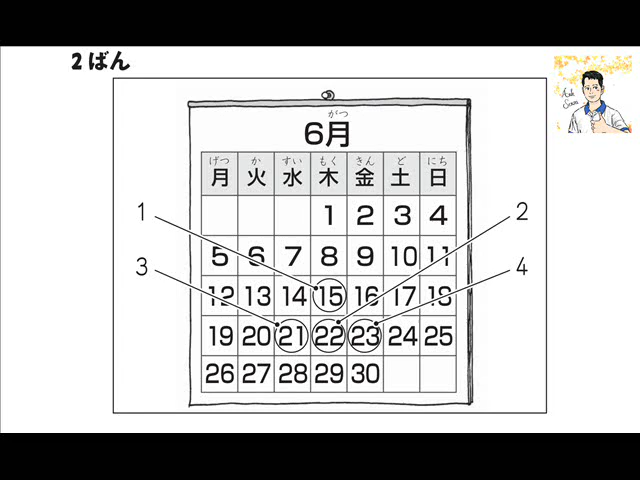 2ばん
がつ
6月
げつ か すい もく きん ど にち
月 火 水 木 金 土 日
1 2 3 4
5 6 7 8 9 10 11
12 13 14 15 16 17 18
19 20 21 22 23 24 25
26 27 28 29 30
1
2
3
4